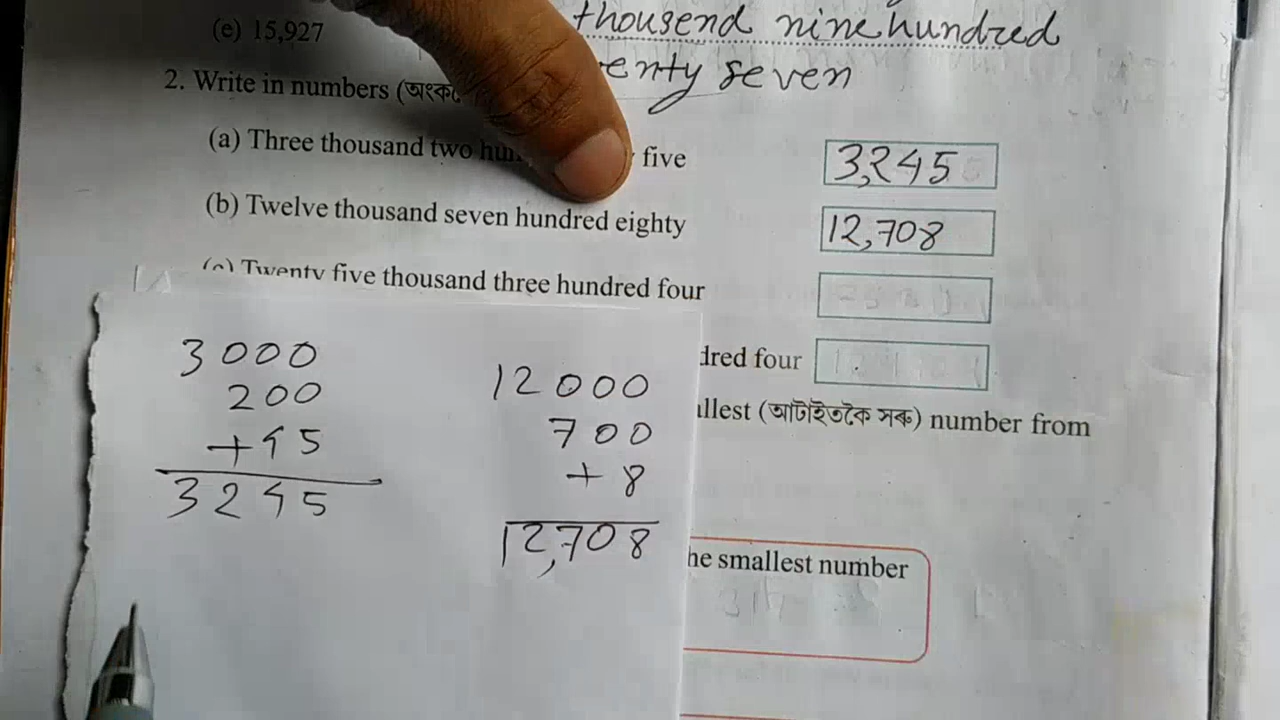 (e) 15,927
thousend nine hundred
enty seven
2. Write in numbers
(a) Three thousand two five
3,245
(b) Twelve thousand seven hundred eighty
12,708
(c) Twenty five thousand three hundred four
dred four
allest (আটাইতকৈ সৰু) number from
3000
200
+45
3245
12000
700
+ 8
12,708
he smallest number